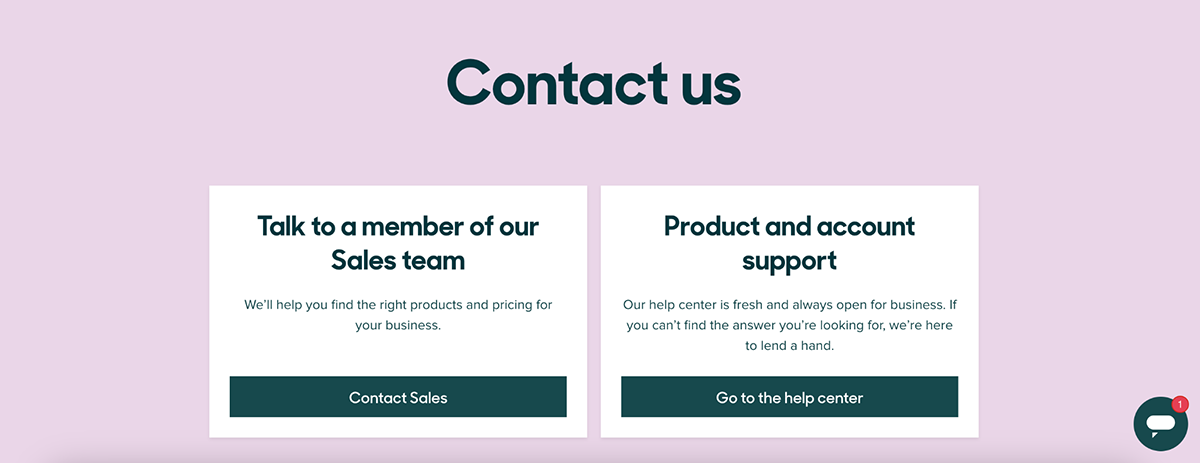 Contact us
Talk to a member of our
Sales team
We’ll help you find the right products and pricing for
your business.
Contact Sales
Product and account
support
Our help center is fresh and always open for business. If
you can’t find the answer you’re looking for, we’re here
to lend a hand.
Go to the help center
1